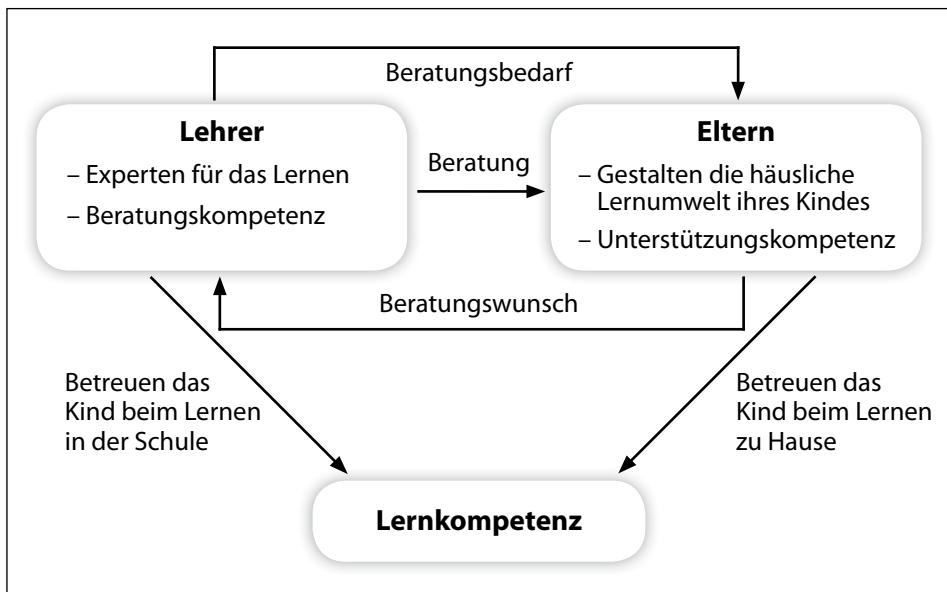 Beratungsbedarf
Lehrer
– Experten für das Lernen
– Beratungskompetenz
Beratung
Eltern
– Gestalten die häusliche
Lernumwelt ihres Kindes
– Unterstützungskompetenz
Beratungswunsch
Betreuen das
Kind beim Lernen
in der Schule
Betreuen das
Kind beim Lernen
zu Hause
Lernkompetenz